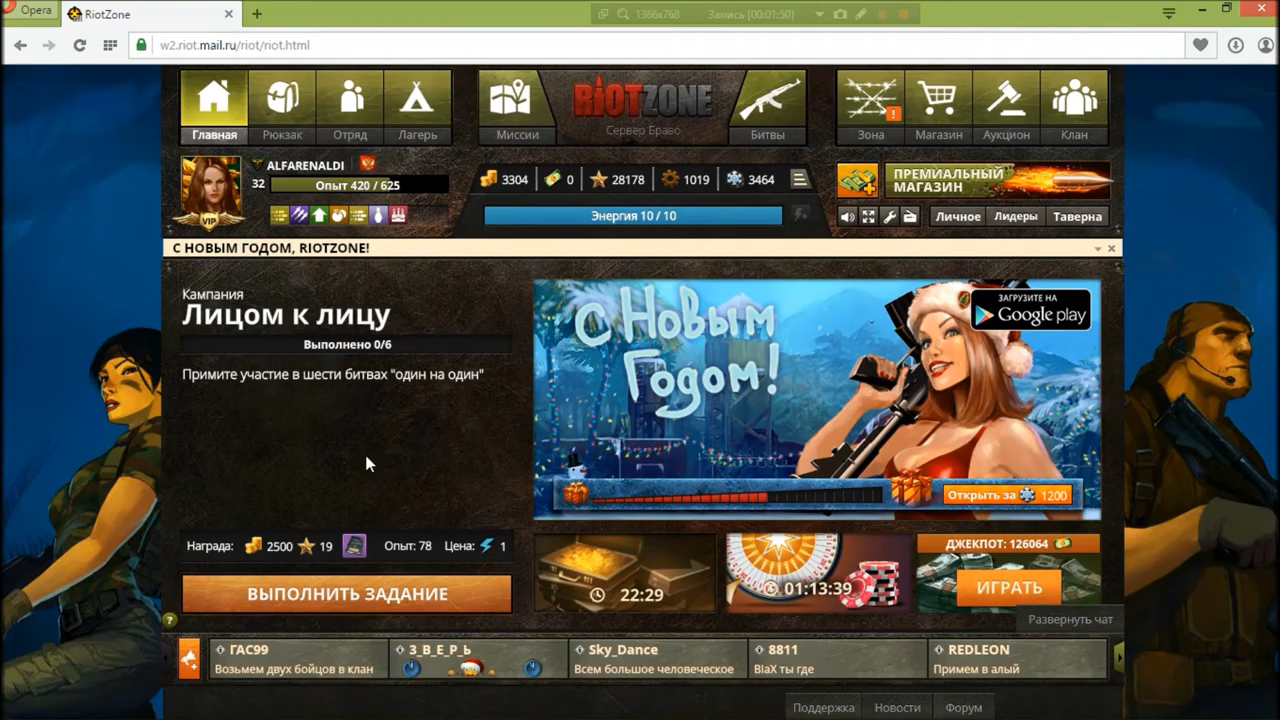 Opera
RiotZone
1366x768
Запись [00:01:50]
w2.riot.mail.ru/riot/riot.html
Главная
Рюкзак
Отряд
Лагерь
Миссии
RIOTZONE
Сервер Браво
Битвы
Зона
Магазин
Аукцион
Клан
ALFARENALDI
32
Опыт 420 / 625
VIP
3304
0
28178
1019
3464
Энергия 10 / 10
ПРЕМИАЛЬНЫЙ
МАГАЗИН
Личное
Лидеры
Таверна
С НОВЫМ ГОДОМ, RIOTZONE!
Кампания
Лицом к лицу
Выполнено 0/6
Примите участие в шести битвах "один на один"
С Новым
Годом!
ЗАГРУЗИТЕ НА
Google play
Открыть за 1200
Награда: 2500 19 Опыт: 78 Цена: 1
ВЫПОЛНИТЬ ЗАДАНИЕ
22:29
01:13:39
ДЖЕКПОТ: 126064
ИГРАТЬ
Развернуть чат
ГАС99
Возьмем двух бойцов в клан
3_В_Е_Р_Ь
Sky_Dance
Всем большое человеческое
8811
BlaX ты где
REDLEON
Примем в алый
Поддержка
Новости
Форум